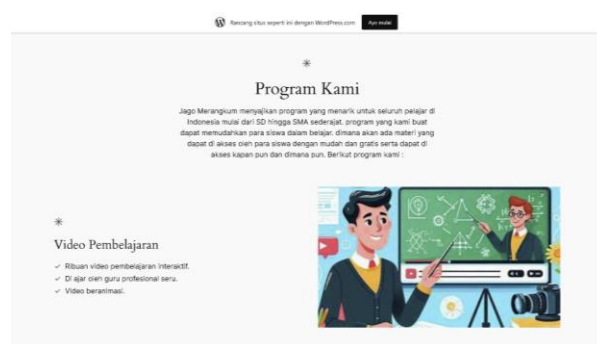 Rancang situs seperti ini dengan WordPress.com
Ayo mulai
Program Kami
Jago Merangkum menyajikan program yang menarik untuk seluruh pelajar di
Indonesia mulai dari SD hingga SMA sederajat. program yang kami buat
dapat memudahkan para siswa dalam belajar. dimana akan ada materi yang
dapat di akses oleh para siswa dengan mudah dan gratis serta dapat di
akses kapan pun dan dimana pun. Berikut program kami :
Video Pembelajaran
Ribuan video pembelajaran interaktif.
Di ajar oleh guru profesional seru.
Video beranimasi.